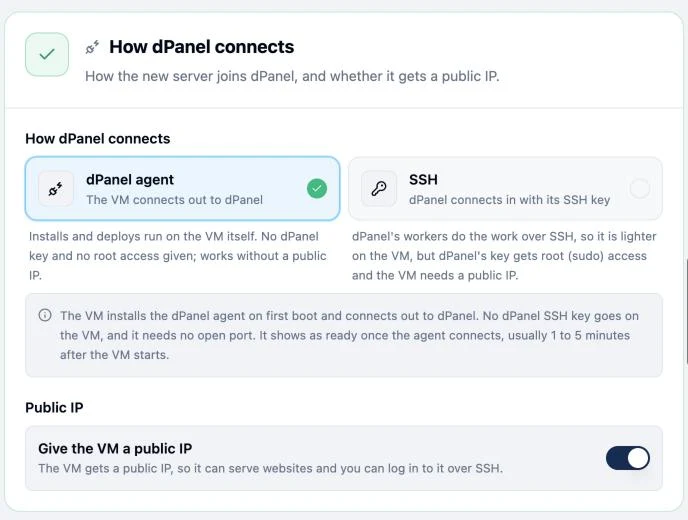 How dPanel connects
How the new server joins dPanel, and whether it gets a public IP.
How dPanel connects
dPanel agent
The VM connects out to dPanel
Installs and deploys run on the VM itself. No dPanel
key and no root access given; works without a public
IP.
SSH
dPanel connects in with its SSH key
dPanel's workers do the work over SSH, so it is lighter
on the VM, but dPanel's key gets root (sudo) access
and the VM needs a public IP.
The VM installs the dPanel agent on first boot and connects out to dPanel. No dPanel SSH key goes on
the VM, and it needs no open port. It shows as ready once the agent connects, usually 1 to 5 minutes
after the VM starts.
Public IP
Give the VM a public IP
The VM gets a public IP, so it can serve websites and you can log in to it over SSH.